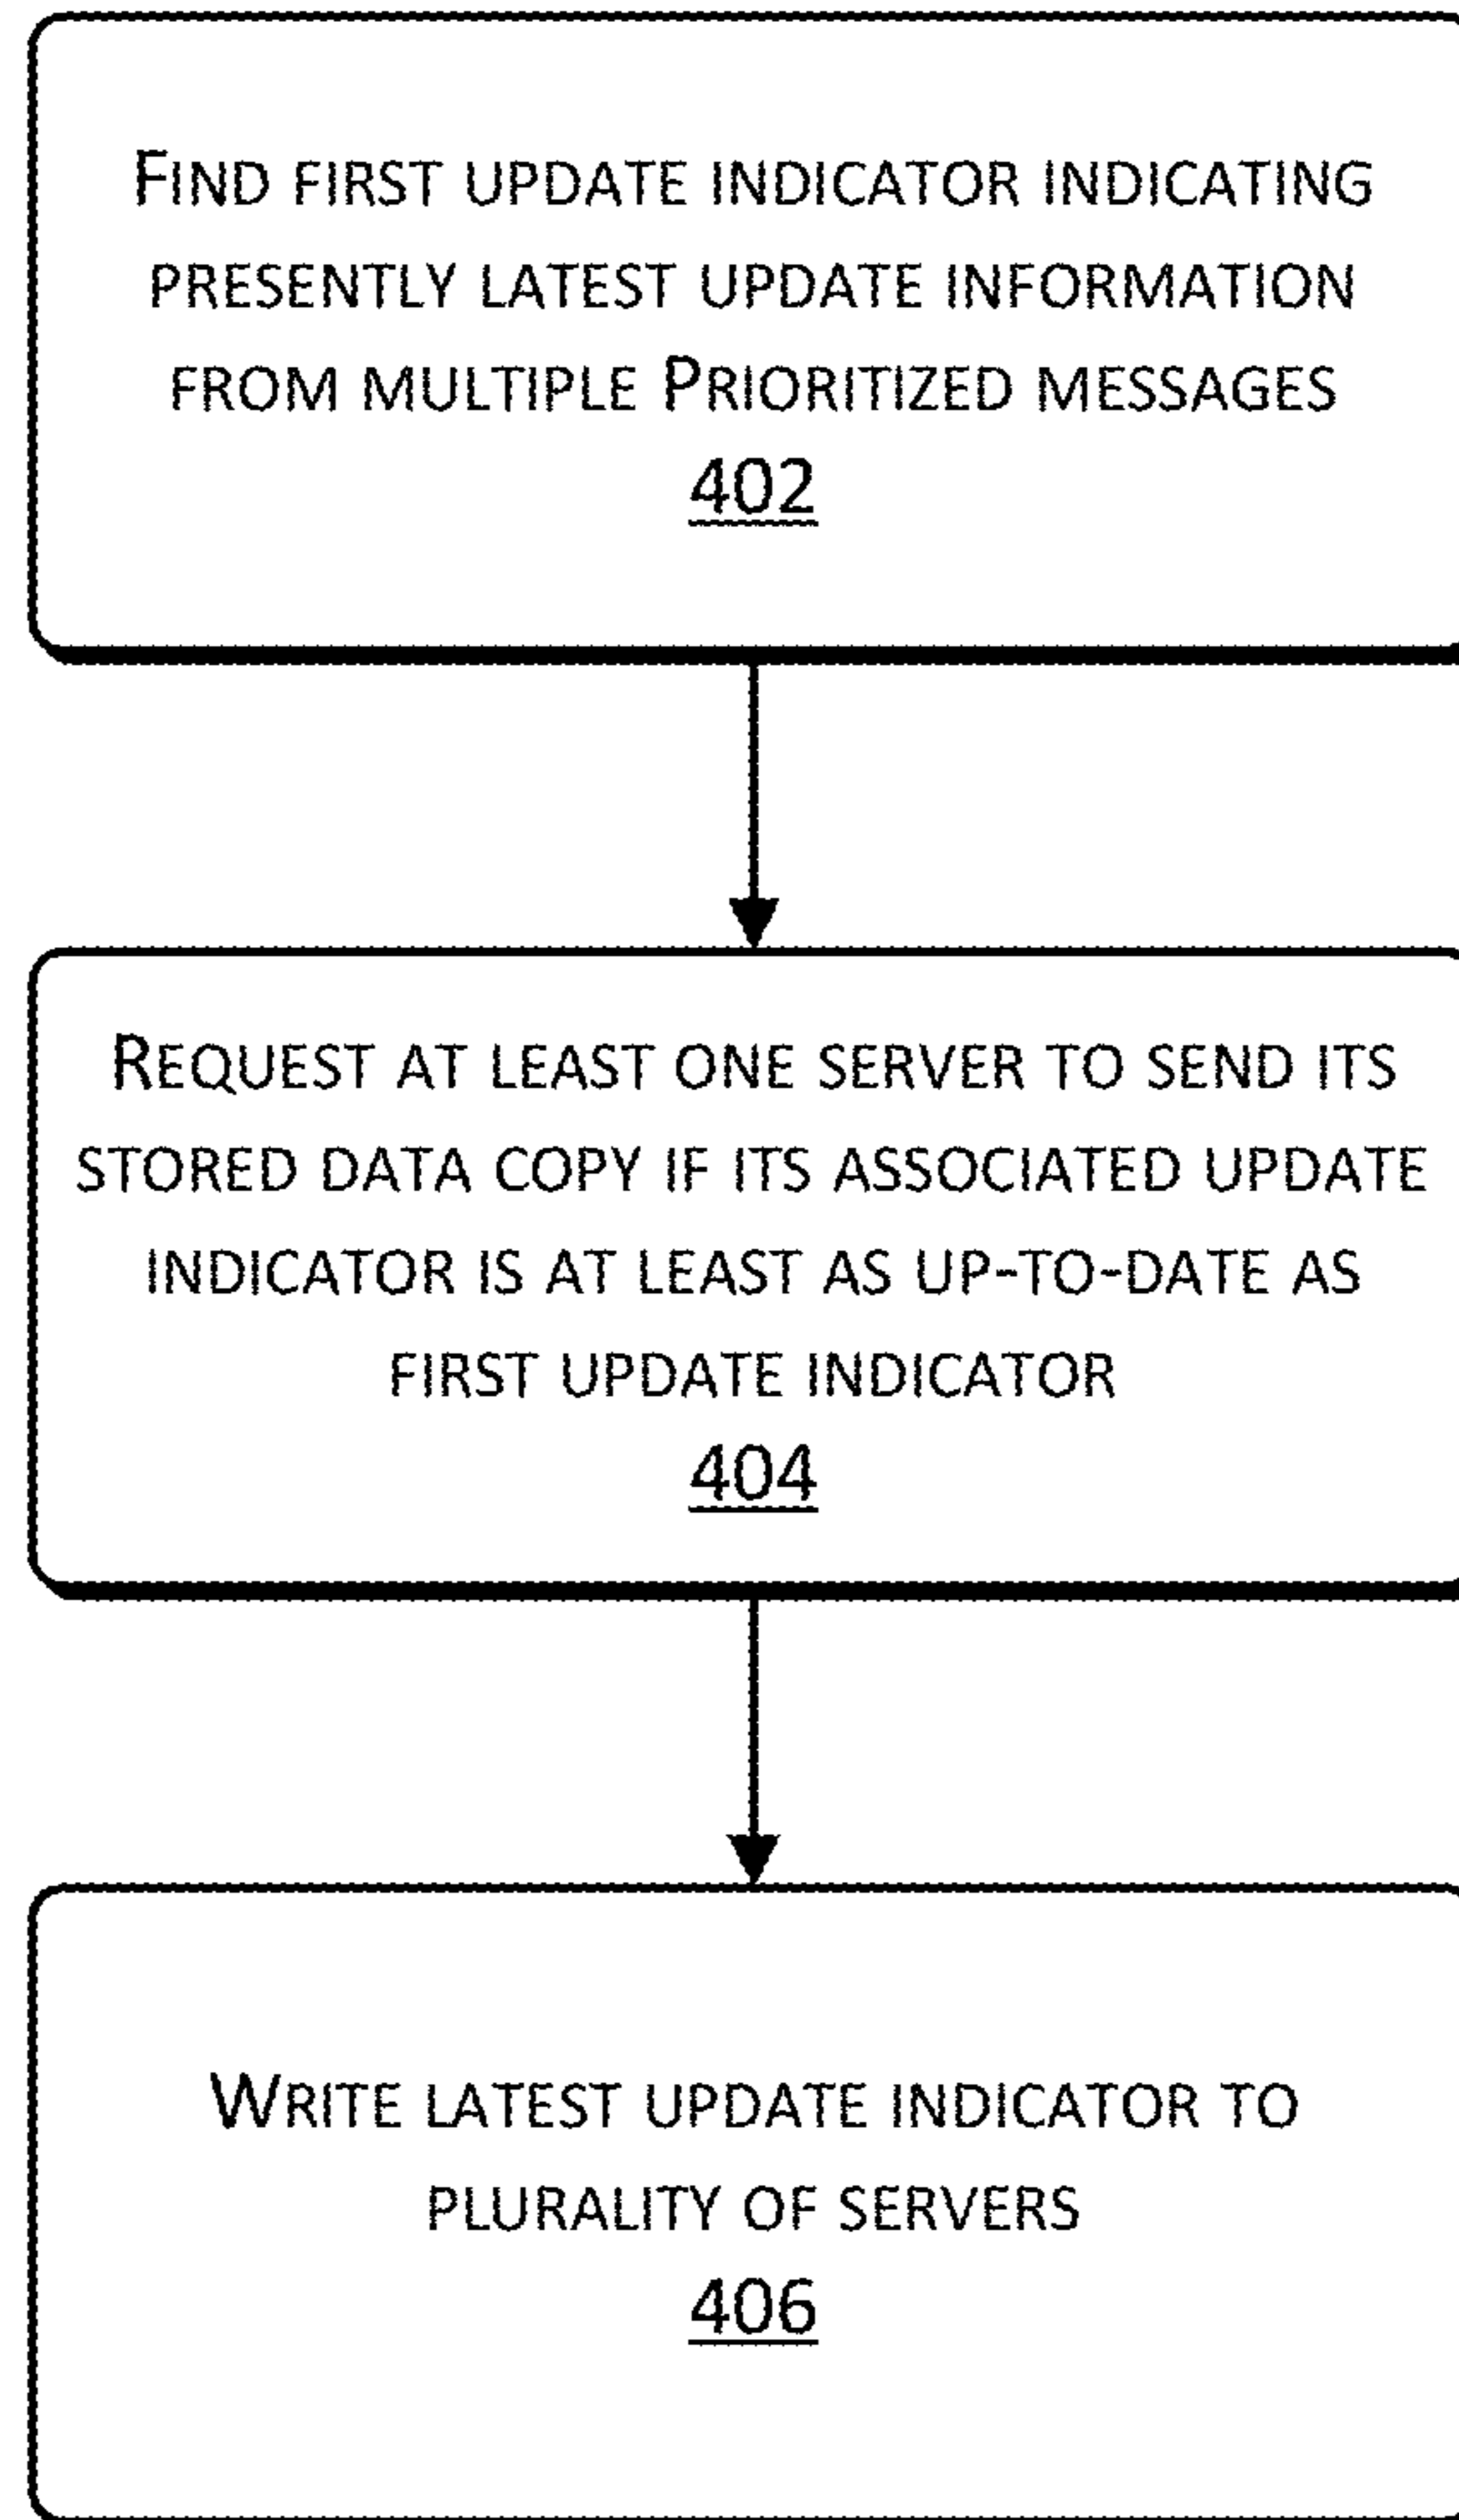 FIND FIRST UPDATE INDICATOR INDICATING
PRESENTLY LATEST UPDATE INFORMATION
FROM MULTIPLE PRIORITIZED MESSAGES
402
REQUEST AT LEAST ONE SERVER TO SEND ITS
STORED DATA COPY IF ITS ASSOCIATED UPDATE
INDICATOR IS AT LEAST AS UP-TO-DATE AS
FIRST UPDATE INDICATOR
404
WRITE LATEST UPDATE INDICATOR TO
PLURALITY OF SERVERS
406